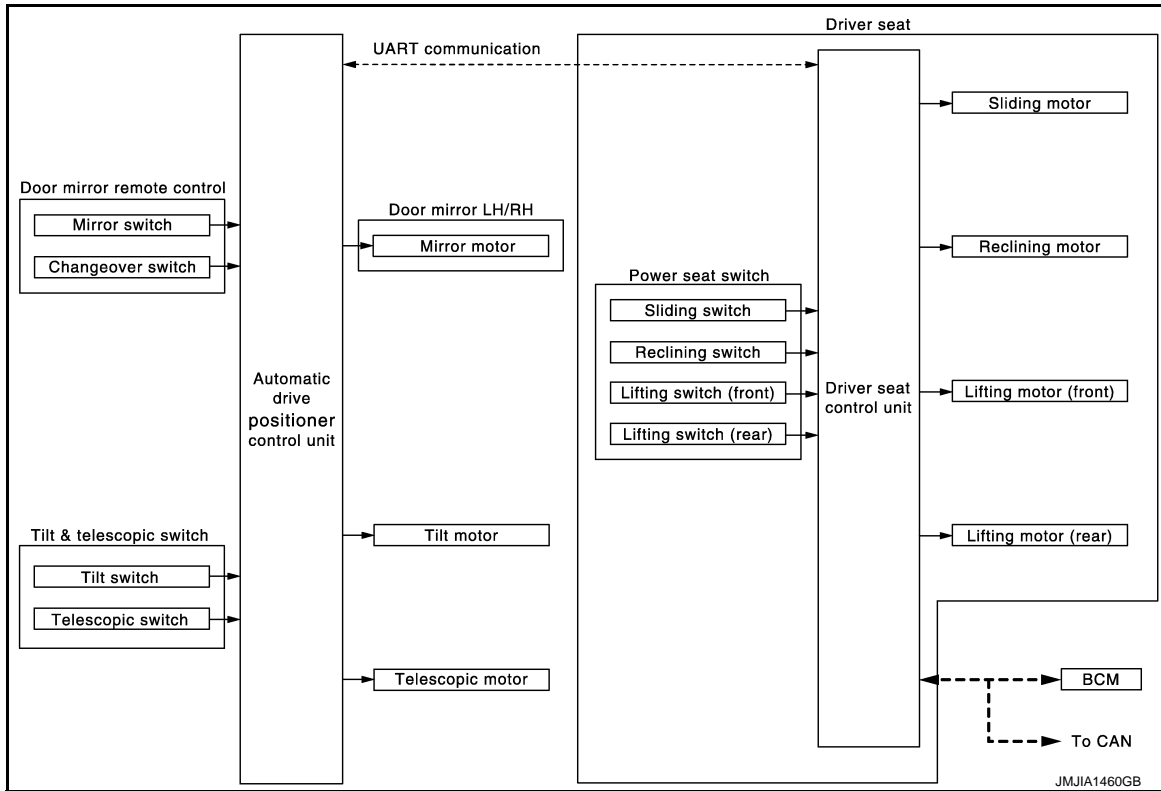 Driver seat
UART communication
Sliding motor
Door mirror remote control
Mirror switch
Changeover switch
Door mirror LH/RH
Mirror motor
Reclining motor
Power seat switch
Sliding switch
Reclining switch
Lifting switch (front)
Lifting switch (rear)
Automatic
drive
positioner
control unit
Driver seat
control unit
Lifting motor (front)
Tilt & telescopic switch
Tilt switch
Telescopic switch
Tilt motor
Lifting motor (rear)
Telescopic motor
BCM
To CAN
JMJIA1460GB